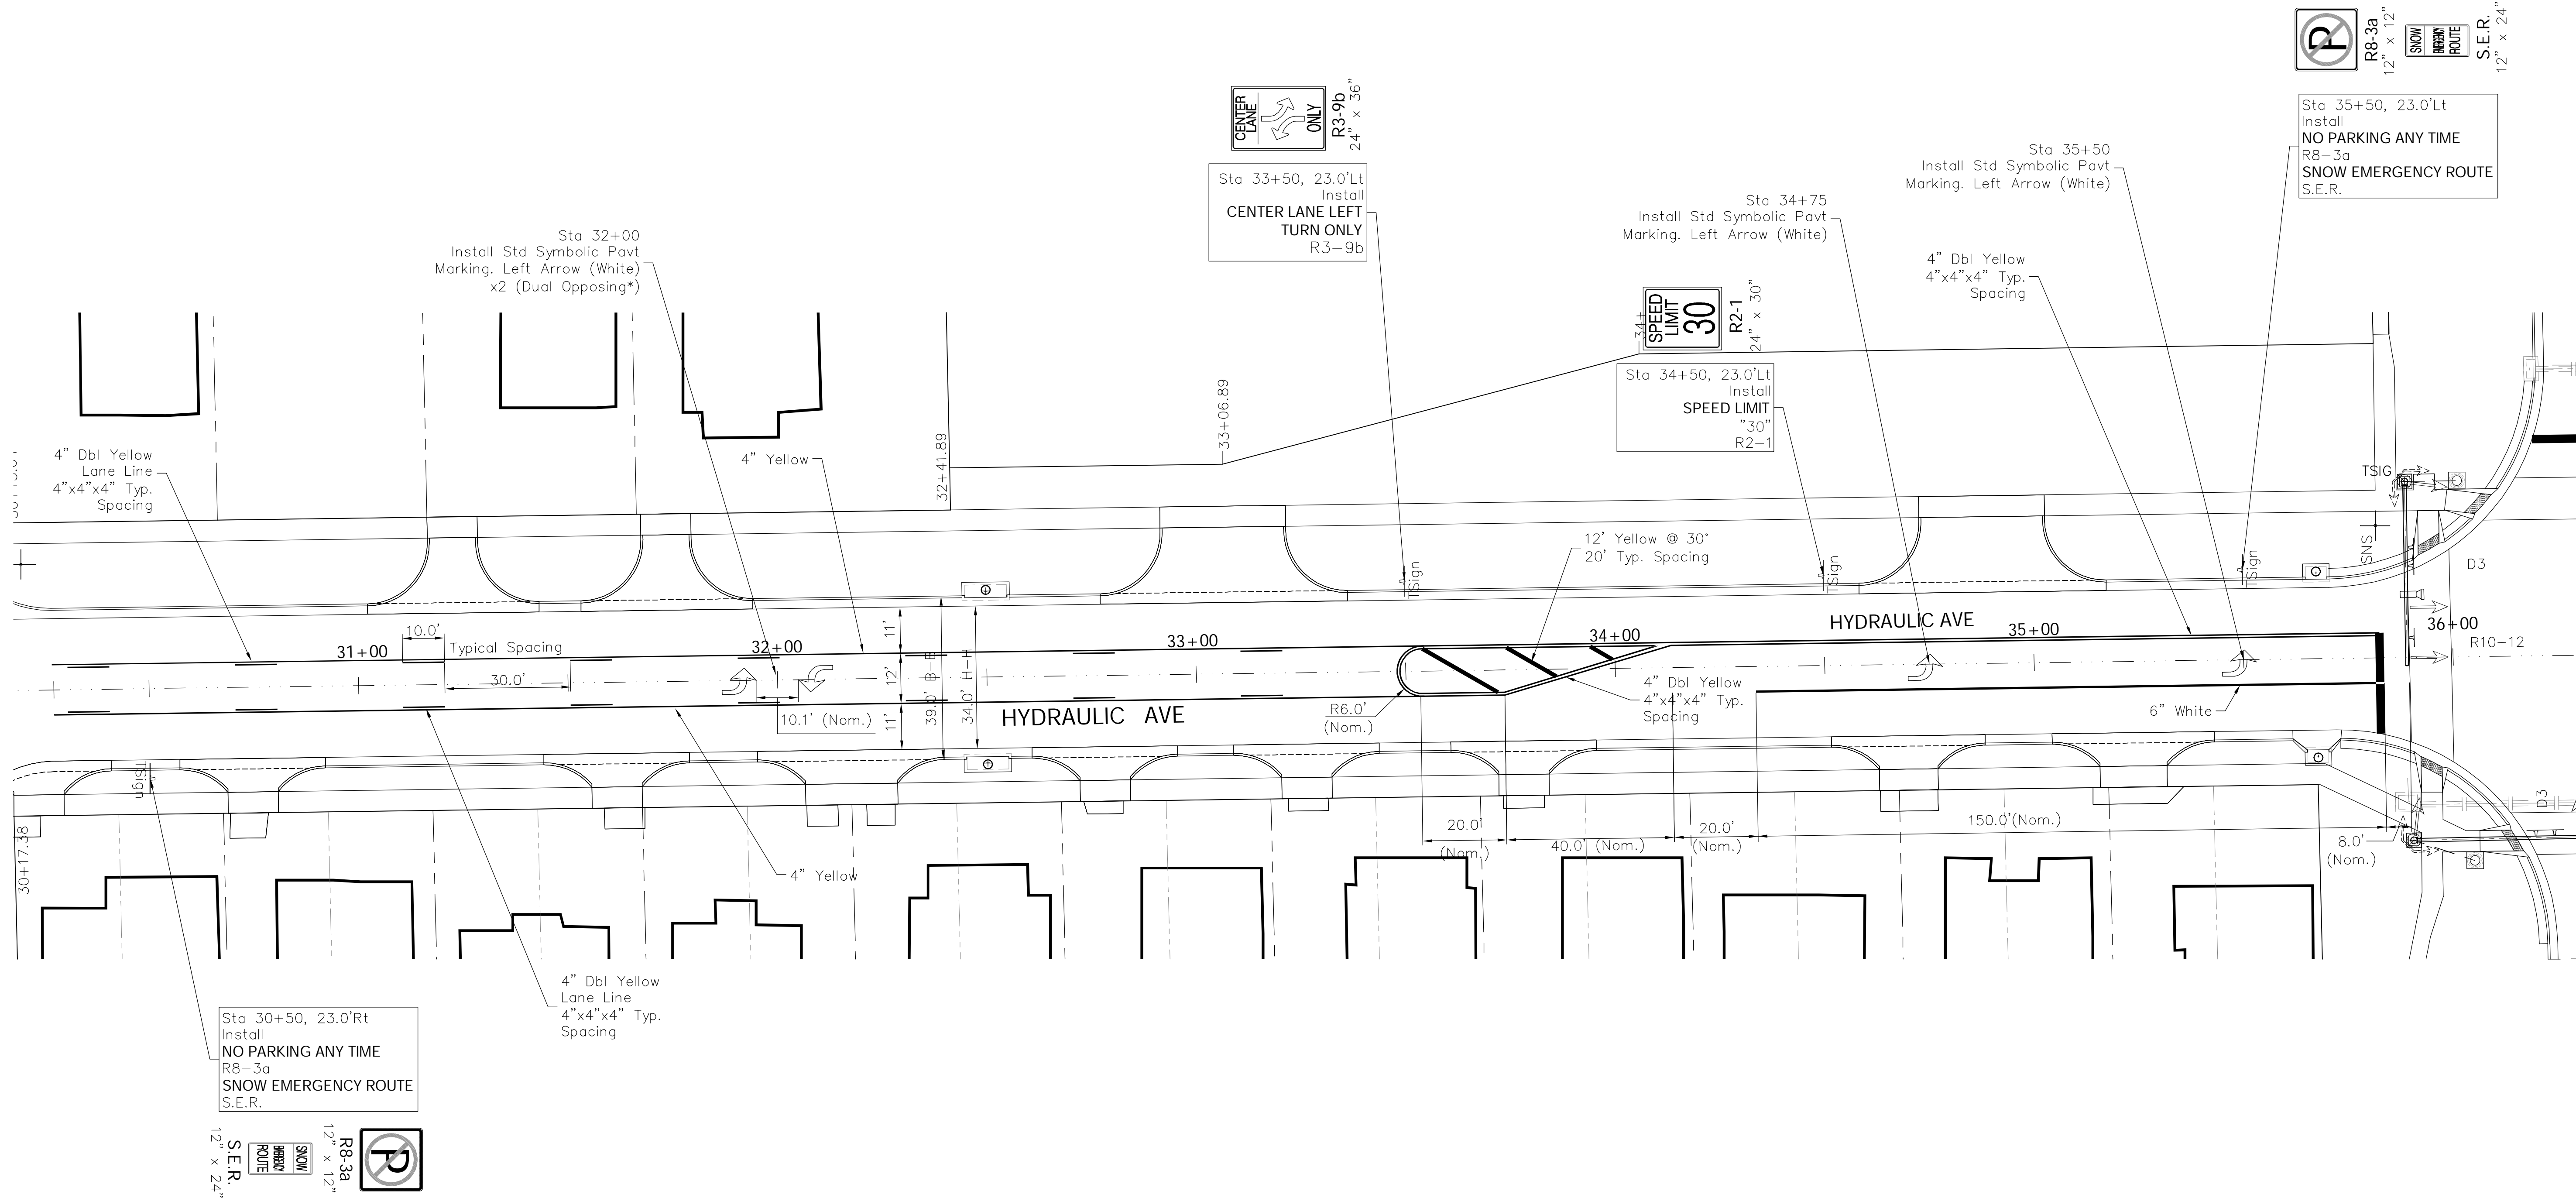 R8-3a
12" x 12"
SNOW
EMERGENCY
ROUTE
S.E.R.
12" x 24"
CENTER
LANE
ONLY
R3-9b
24" x 36"
Sta 35+50, 23.0'Lt
Install
NO PARKING ANY TIME
R8-3a
SNOW EMERGENCY ROUTE
S.E.R.
Sta 33+50, 23.0'Lt
Install
CENTER LANE LEFT
TURN ONLY
R3-9b
Sta 35+50
Install Std Symbolic Pavt
Marking. Left Arrow (White)
Sta 34+75
Install Std Symbolic Pavt
Marking. Left Arrow (White)
Sta 32+00
Install Std Symbolic Pavt
Marking. Left Arrow (White)
x2 (Dual Opposing*)
4" Dbl Yellow
4"x4"x4" Typ.
Spacing
34+
SPEED
LIMIT
30
R2-1
24" x 30"
Sta 34+50, 23.0'Lt
Install
SPEED LIMIT
"30"
R2-1
33+06.89
32+41.89
4" Dbl Yellow
Lane Line
4"x4"x4" Typ.
Spacing
4" Yellow
TSIG
12' Yellow @ 30°
20' Typ. Spacing
SNS
D3
TSign
TSign
TSign
HYDRAULIC AVE
31+00
10.0'
Typical Spacing
30.0'
32+00
33+00
34+00
35+00
36+00
R10-12
11'
12'
11'
39.0' B-B
34.0' H-H
10.1' (Nom.)
HYDRAULIC AVE
R6.0'
(Nom.)
4" Dbl Yellow
4"x4"x4" Typ.
Spacing
6" White
TSign
D3
30+17.38
20.0'
(Nom.)
40.0' (Nom.)
20.0'
(Nom.)
150.0'(Nom.)
8.0'
(Nom.)
4" Yellow
4" Dbl Yellow
Lane Line
4"x4"x4" Typ.
Spacing
Sta 30+50, 23.0'Rt
Install
NO PARKING ANY TIME
R8-3a
SNOW EMERGENCY ROUTE
S.E.R.
12" x 24"
S.E.R.
SNOW
EMERGENCY
ROUTE
12" x 12"
R8-3a
P
P